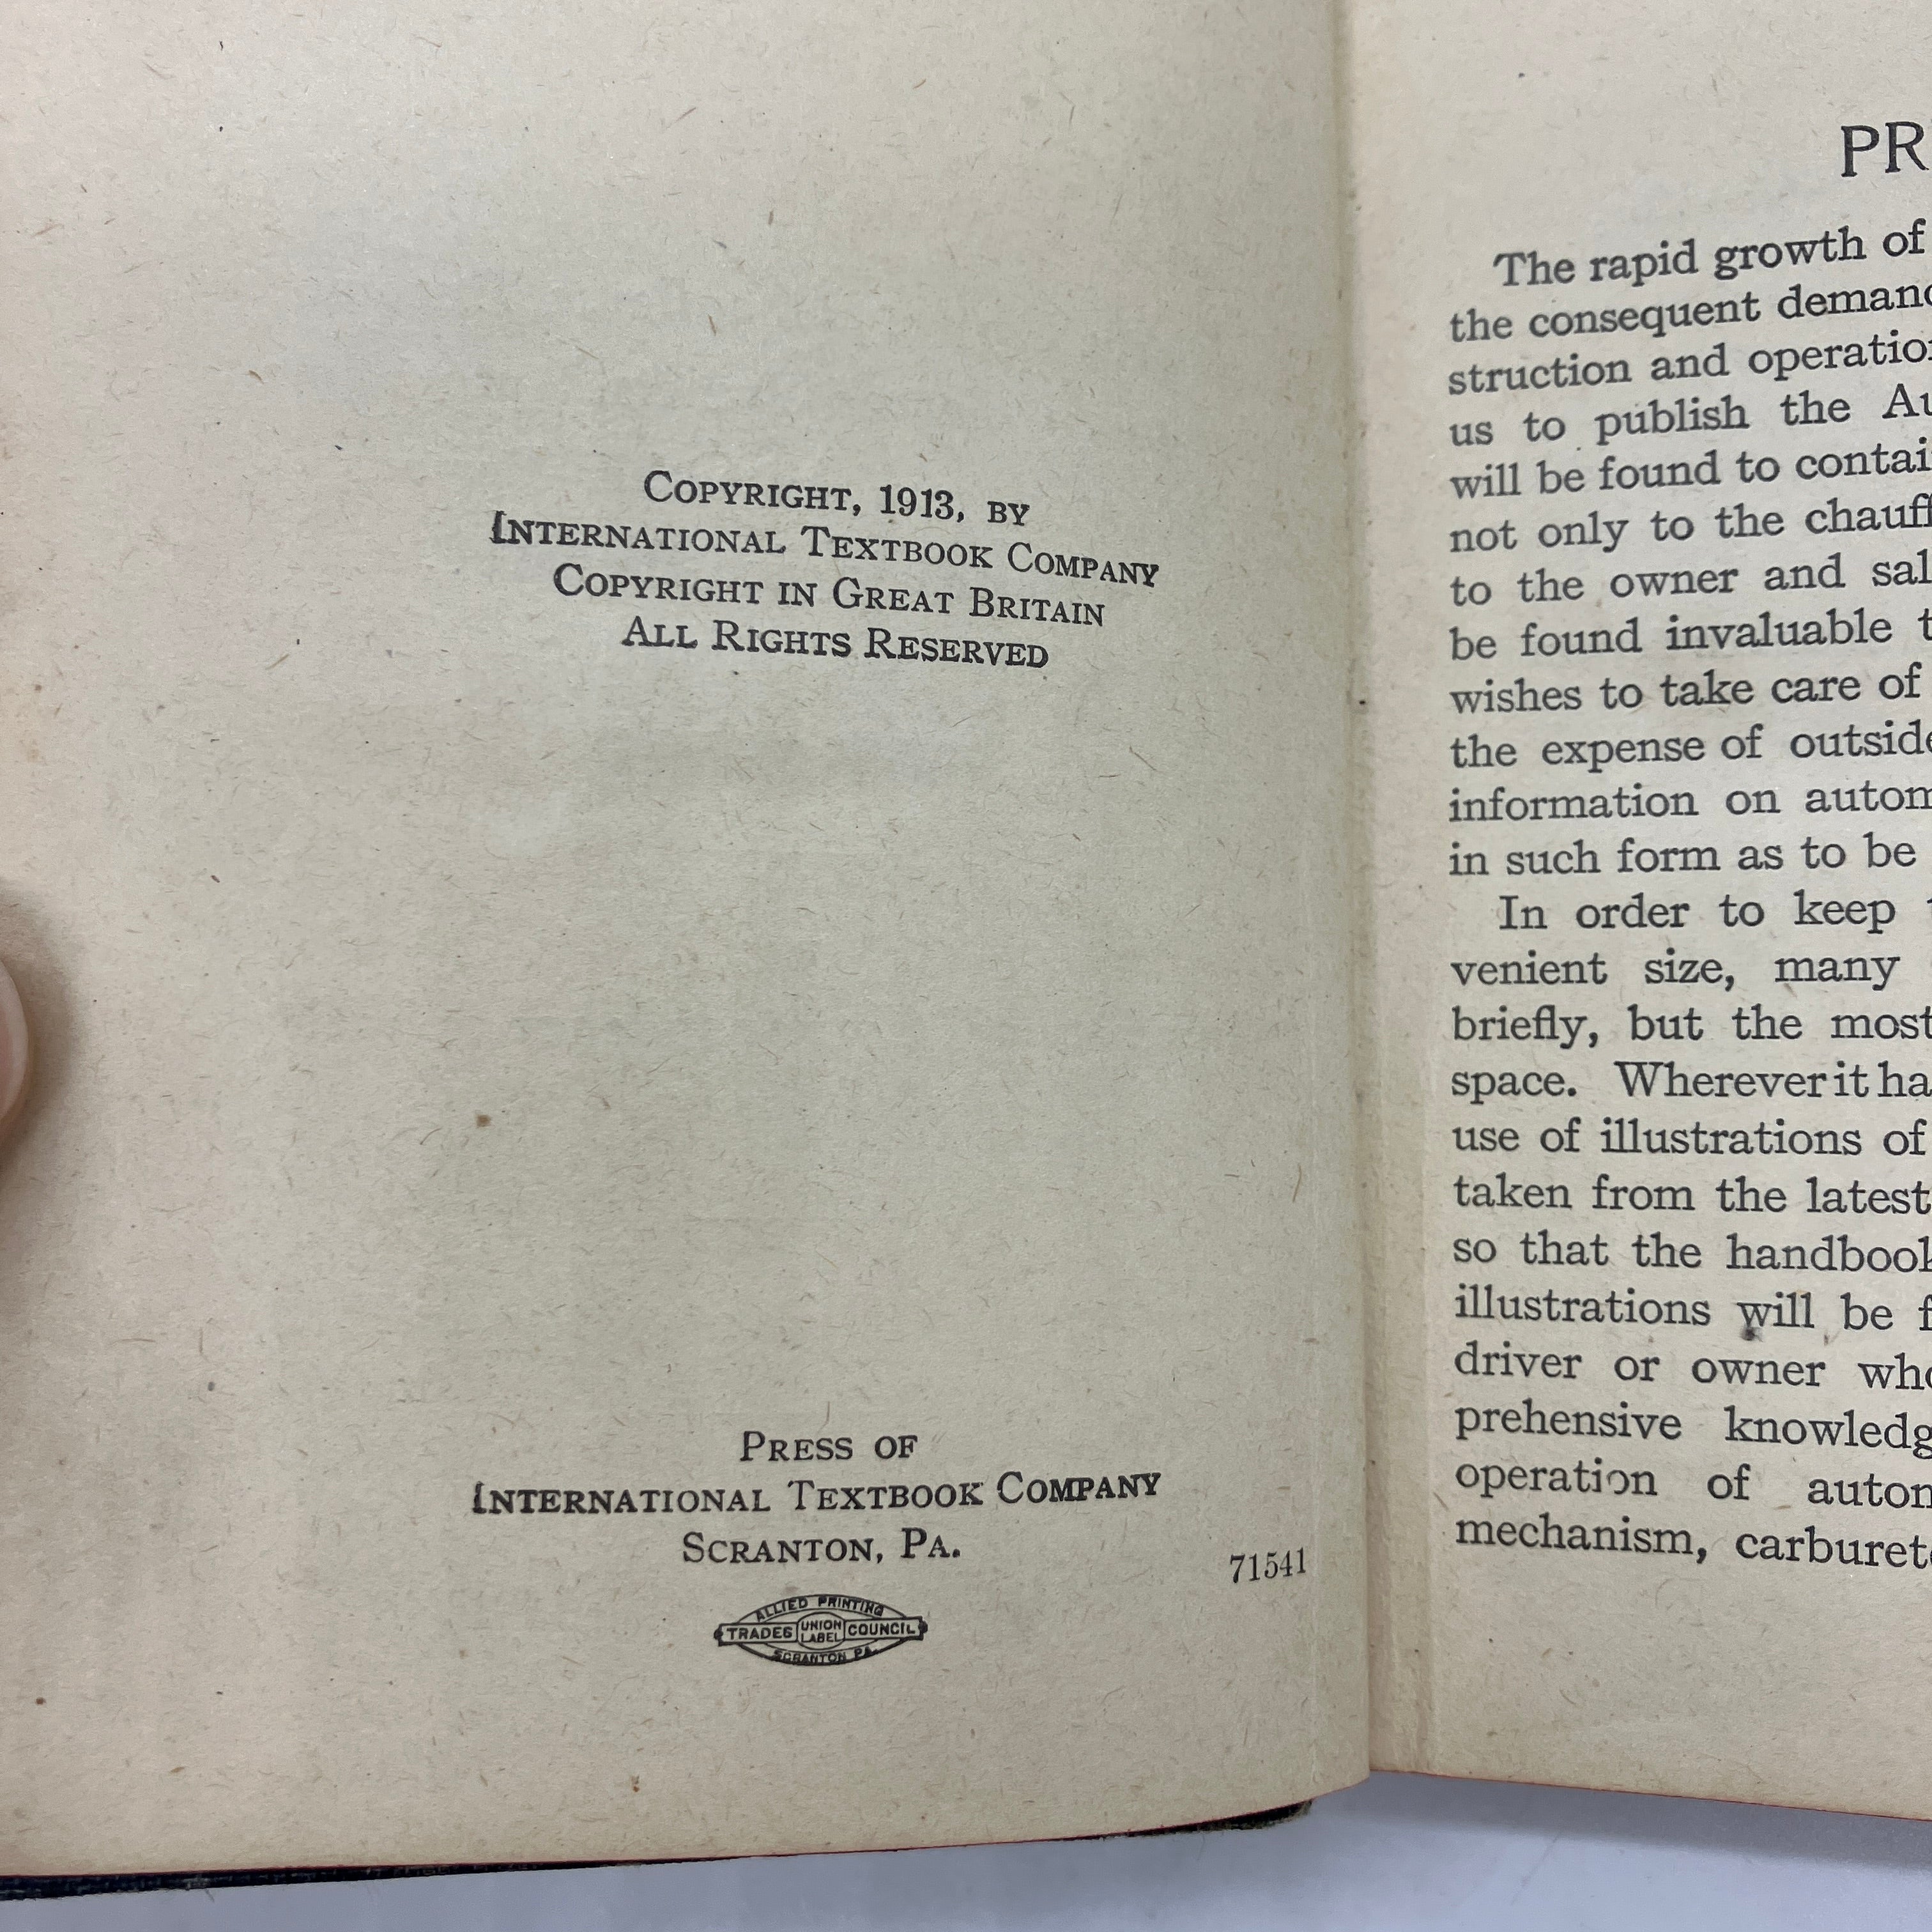 COPYRIGHT, 1913, BY
INTERNATIONAL TEXTBOOK COMPANY
COPYRIGHT IN GREAT BRITAIN
ALL RIGHTS RESERVED
PRESS OF
INTERNATIONAL TEXTBOOK COMPANY
SCRANTON, PA.
71541
ALLIED PRINTING
TRADES UNION LABEL COUNCIL
SCRANTON PA.
PR
The rapid growth of
the consequent demand
struction and operation
us to publish the Au
will be found to contai
not only to the chauff
to the owner and sal
be found invaluable t
wishes to take care of
the expense of outside
information on autom
in such form as to be
In order to keep t
venient size, many
briefly, but the most
space. Wherever it ha
use of illustrations of
taken from the latest
so that the handbook
illustrations will be f
driver or owner who
prehensive knowledg
operation of autom
mechanism, carburet